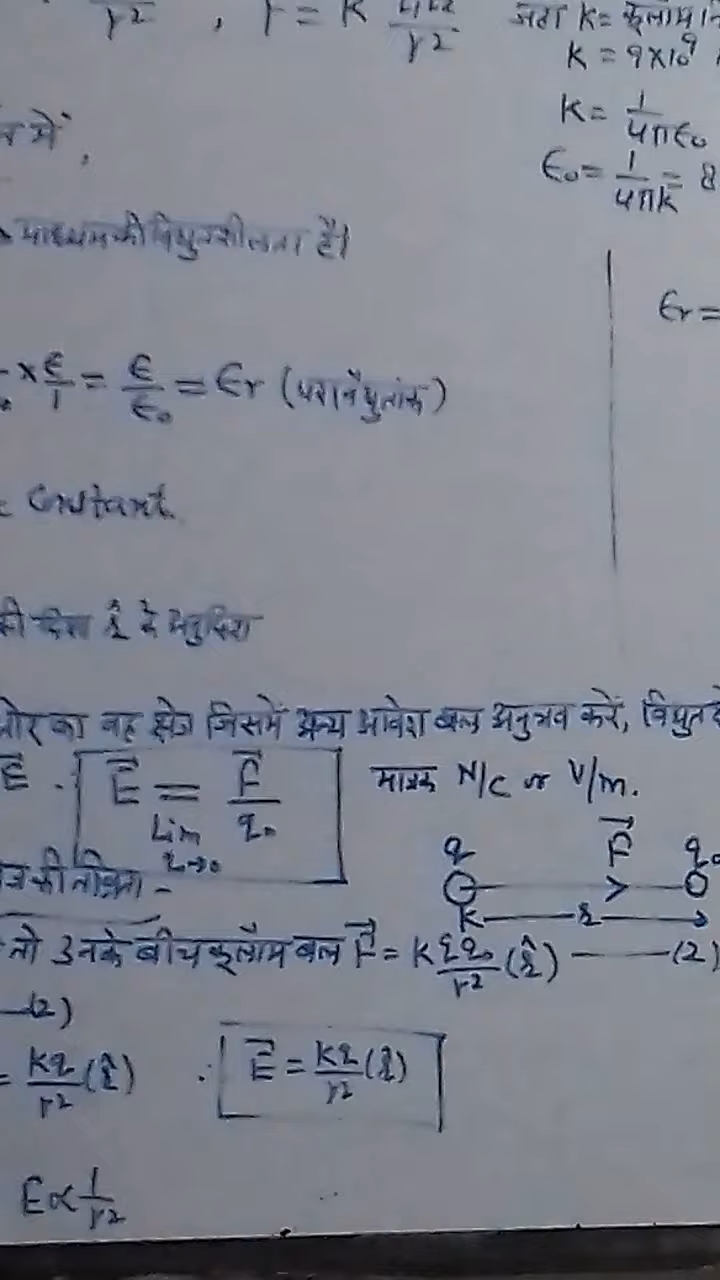 r² , F = K q₁q₂/r² जहाँ K = कूलाम नि
K = 9×10⁹
K = 1/4πϵ₀
में,
ϵ₀ = 1/4πK = 8
माध्यम की विद्युतशीलता है।
ϵr =
× ϵ/1 = ϵ/ϵ₀ = ϵr (परावैद्युतांक)
= Constant
की दिशा r̂ के अनुदिश
ओर का वह क्षेत्र जिसमें अन्य आवेश बल अनुभव करें, विद्युत क्षे
E⃗ . E⃗ = Lim q₀→0 F⃗/q₀ मात्रक N/C or V/m.
q F⃗ q₀
की तीव्रता –
r
तो उनके बीच कूलॉम बल F⃗ = K qq₀/r² (r̂) —— (2)
—(2)
= Kq/r² (r̂) ∴ E⃗ = Kq/r² (r̂)
E ∝ 1/r²